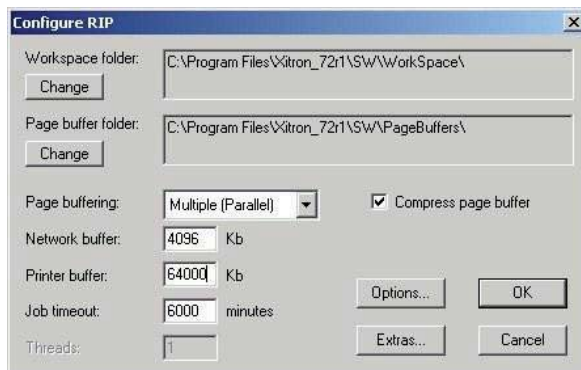 Configure RIP
Workspace folder: C:\Program Files\Xitron_72r1\SW\WorkSpace\
Change
Page buffer folder: C:\Program Files\Xitron_72r1\SW\PageBuffers\
Change
Page buffering: Multiple (Parallel) Compress page buffer
Network buffer: 4096 Kb
Printer buffer: 64000 Kb
Options... OK
Job timeout: 6000 minutes
Extras... Cancel
Threads: 1